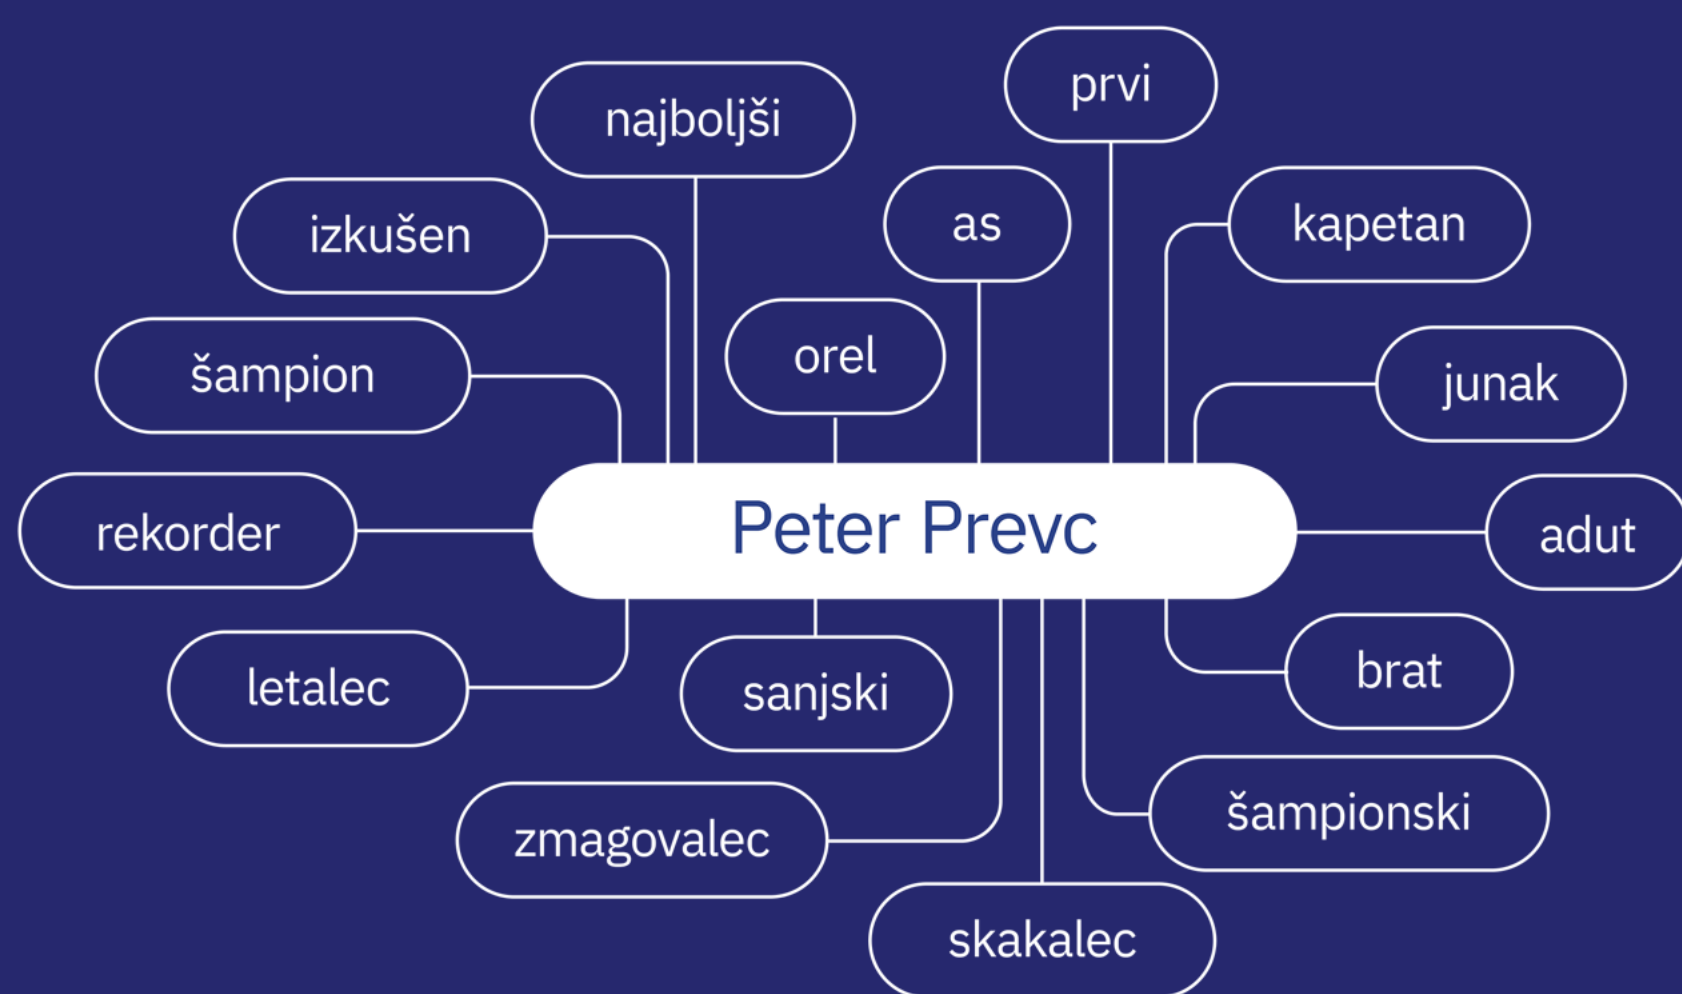 prvi
najboljši
as
kapetan
izkušen
orel
šampion
junak
Peter Prevc
rekorder
adut
brat
letalec
sanjski
šampionski
zmagovalec
skakalec